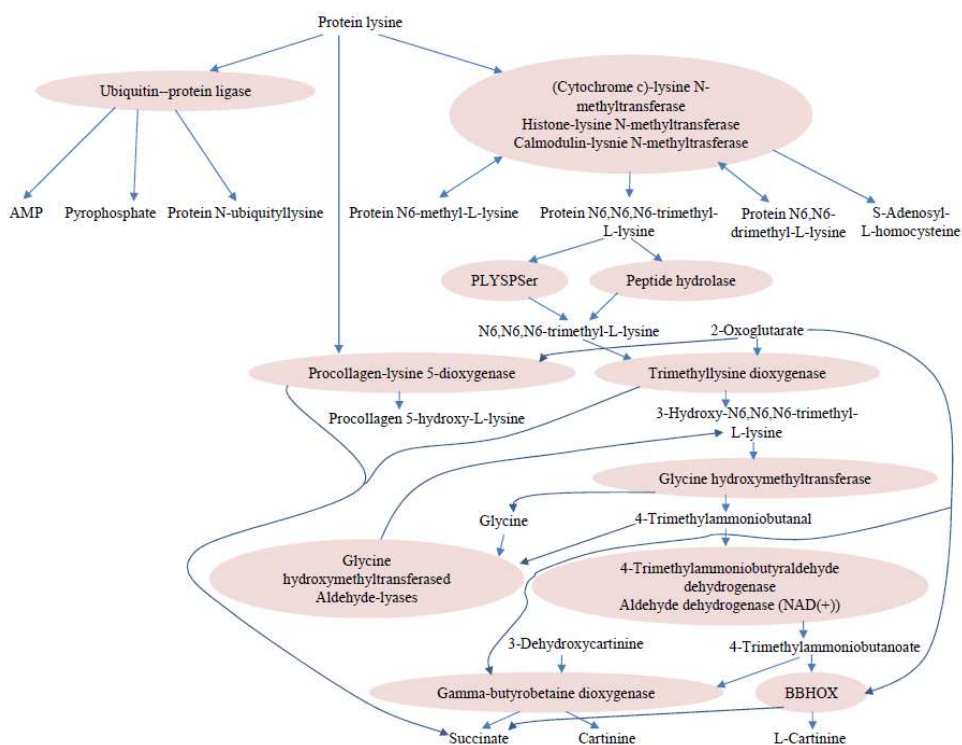 Protein lysine
Ubiquitin--protein ligase
(Cytochrome c)-lysine N-
methyltransferase
Histone-lysine N-methyltransferase
Calmodulin-lysnie N-methyltrasferase
AMP
Pyrophosphate
Protein N-ubiquityllysine
Protein N6-methyl-L-lysine
Protein N6,N6,N6-trimethyl-
L-lysine
Protein N6,N6-
drimethyl-L-lysine
S-Adenosyl-
L-homocysteine
PLYSPSer
Peptide hydrolase
N6,N6,N6-trimethyl-L-lysine
2-Oxoglutarate
Procollagen-lysine 5-dioxygenase
Trimethyllysine dioxygenase
Procollagen 5-hydroxy-L-lysine
3-Hydroxy-N6,N6,N6-trimethyl-
L-lysine
Glycine hydroxymethyltransferase
Glycine
4-Trimethylammoniobutanal
Glycine
hydroxymethyltransferased
Aldehyde-lyases
4-Trimethylammoniobutyraldehyde
dehydrogenase
Aldehyde dehydrogenase (NAD(+))
3-Dehydroxycartinine
4-Trimethylammoniobutanoate
Gamma-butyrobetaine dioxygenase
BBHOX
Succinate
Cartinine
L-Cartinine